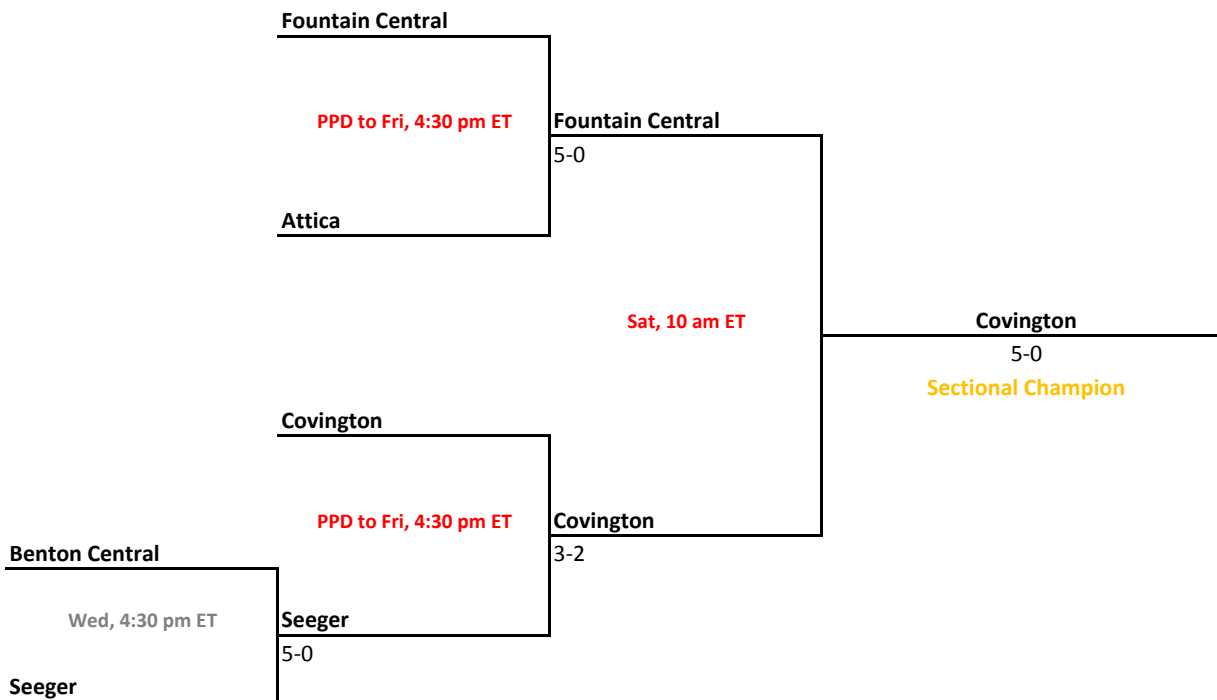 Fountain Central
PPD to Fri, 4:30 pm ET
Fountain Central
5-0
Attica
Sat, 10 am ET
Covington
5-0
Sectional Champion
Covington
PPD to Fri, 4:30 pm ET
Covington
3-2
Benton Central
Wed, 4:30 pm ET
Seeger
5-0
Seeger